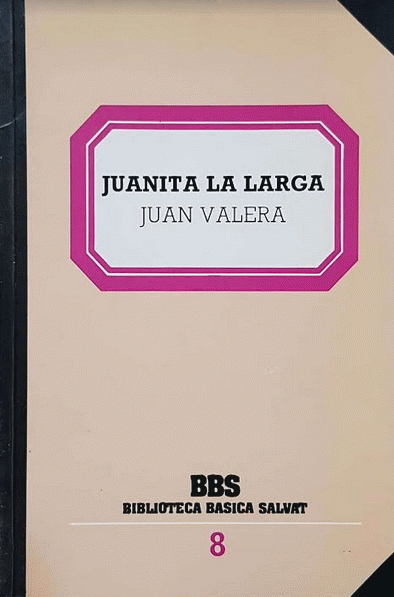 JUANITA LA LARGA
JUAN VALERA
BBS
BIBLIOTECA BASICA SALVAT
8